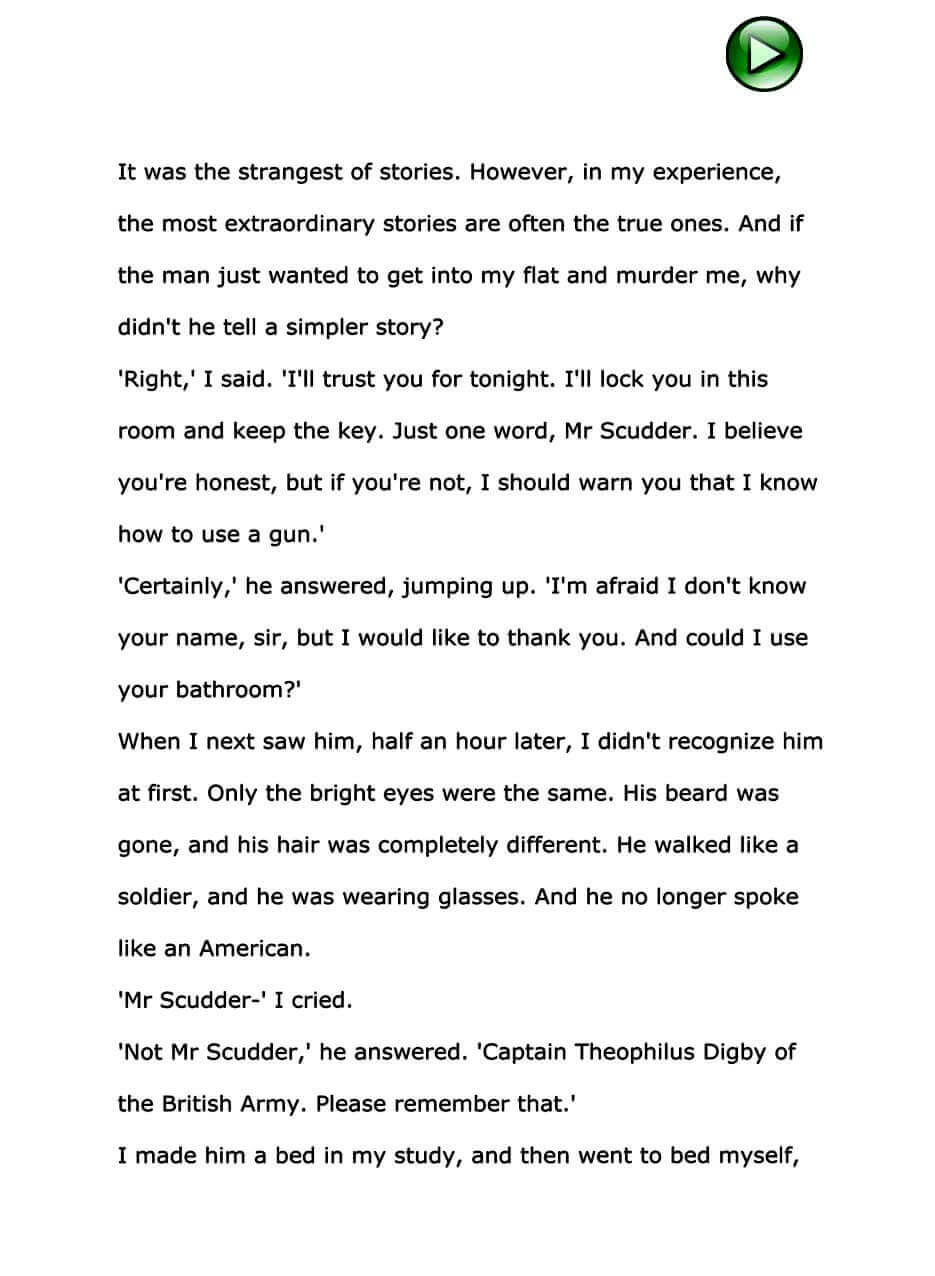 It was the strangest of stories. However, in my experience,
the most extraordinary stories are often the true ones. And if
the man just wanted to get into my flat and murder me, why
didn't he tell a simpler story?
'Right,' I said. 'I'll trust you for tonight. I'll lock you in this
room and keep the key. Just one word, Mr Scudder. I believe
you're honest, but if you're not, I should warn you that I know
how to use a gun.'
'Certainly,' he answered, jumping up. 'I'm afraid I don't know
your name, sir, but I would like to thank you. And could I use
your bathroom?'
When I next saw him, half an hour later, I didn't recognize him
at first. Only the bright eyes were the same. His beard was
gone, and his hair was completely different. He walked like a
soldier, and he was wearing glasses. And he no longer spoke
like an American.
'Mr Scudder-' I cried.
'Not Mr Scudder,' he answered. 'Captain Theophilus Digby of
the British Army. Please remember that.'
I made him a bed in my study, and then went to bed myself,